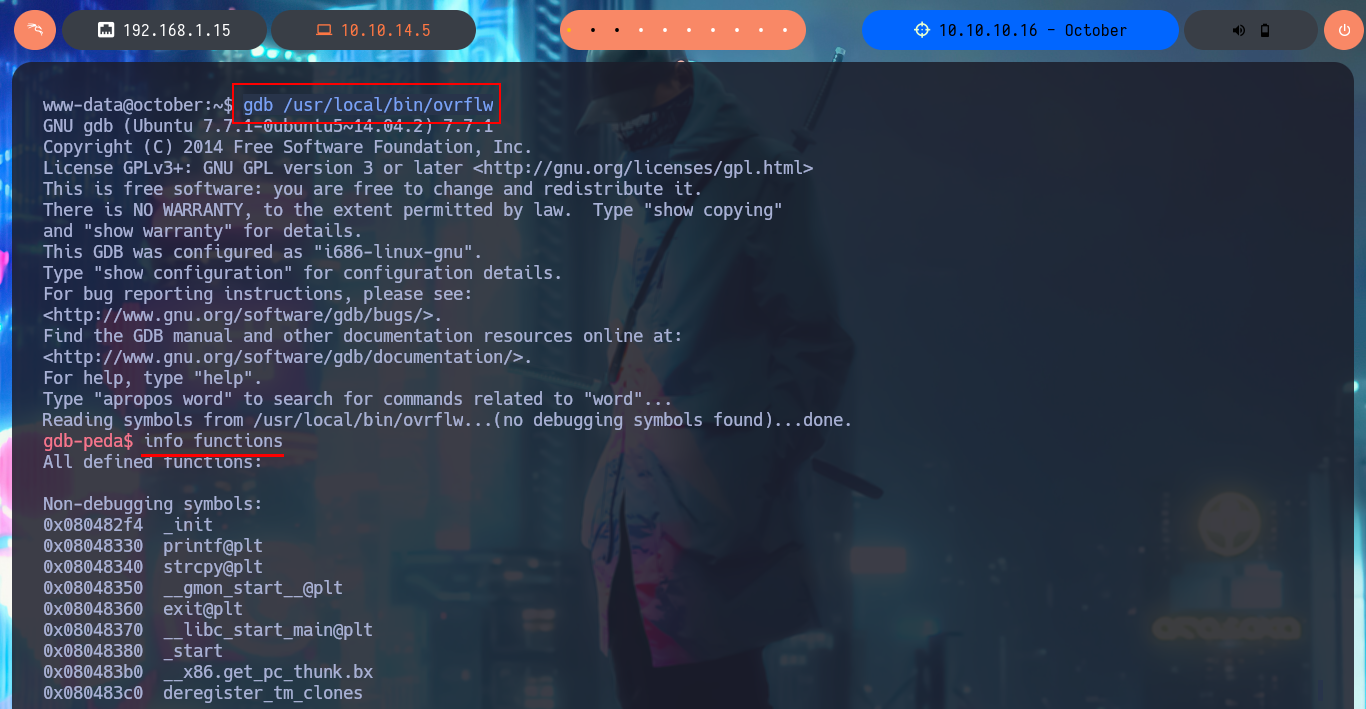 192.168.1.15
10.10.14.5
10.10.10.16 - October
www-data@october:~$ gdb /usr/local/bin/ovrflw
GNU gdb (Ubuntu 7.7.1-0ubuntu5~14.04.2) 7.7.1
Copyright (C) 2014 Free Software Foundation, Inc.
License GPLv3+: GNU GPL version 3 or later <http://gnu.org/licenses/gpl.html>
This is free software: you are free to change and redistribute it.
There is NO WARRANTY, to the extent permitted by law.  Type "show copying"
and "show warranty" for details.
This GDB was configured as "i686-linux-gnu".
Type "show configuration" for configuration details.
For bug reporting instructions, please see:
<http://www.gnu.org/software/gdb/bugs/>.
Find the GDB manual and other documentation resources online at:
<http://www.gnu.org/software/gdb/documentation/>.
For help, type "help".
Type "apropos word" to search for commands related to "word"...
Reading symbols from /usr/local/bin/ovrflw...(no debugging symbols found)...done.
gdb-peda$ info functions
All defined functions:
Non-debugging symbols:
0x080482f4  _init
0x08048330  printf@plt
0x08048340  strcpy@plt
0x08048350  __gmon_start__@plt
0x08048360  exit@plt
0x08048370  __libc_start_main@plt
0x08048380  _start
0x080483b0  __x86.get_pc_thunk.bx
0x080483c0  deregister_tm_clones